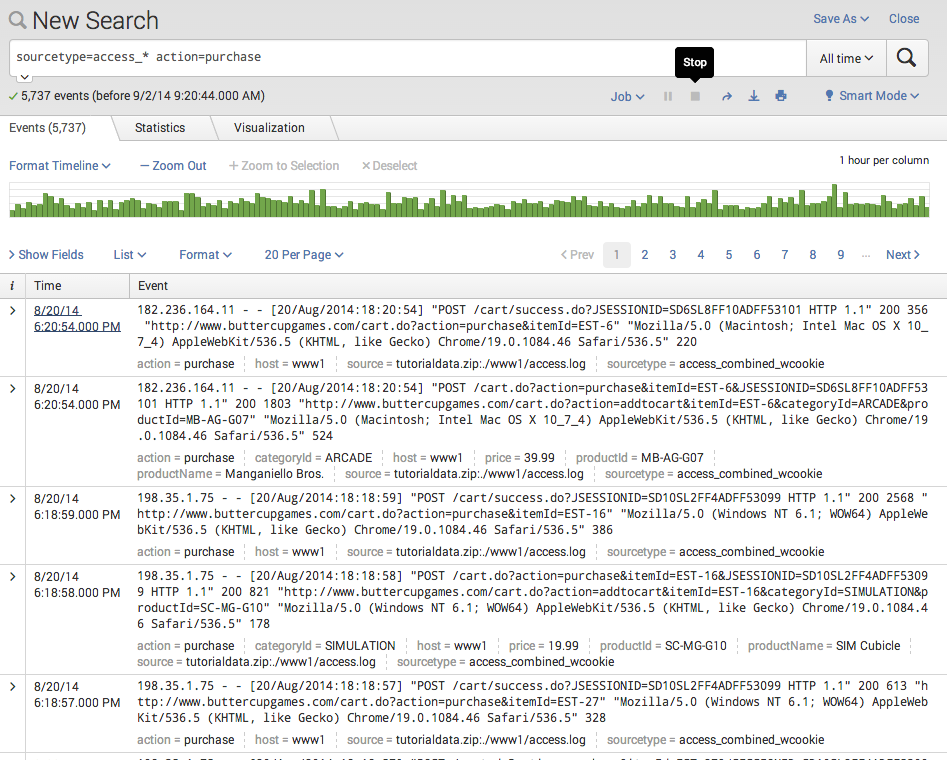 New Search
Save As Close
sourcetype=access_* action=purchase
All time
Stop
5,737 events (before 9/2/14 9:20:44.000 AM)
Job
Smart Mode
Events (5,737) Statistics Visualization
Format Timeline — Zoom Out + Zoom to Selection × Deselect
1 hour per column
> Show Fields List Format 20 Per Page
< Prev 1 2 3 4 5 6 7 8 9 ... Next >
i Time Event
8/20/14
6:20:54.000 PM
182.236.164.11 - - [20/Aug/2014:18:20:54] "POST /cart/success.do?JSESSIONID=SD6SL8FF10ADFF53101 HTTP 1.1" 200 356
"http://www.buttercupgames.com/cart.do?action=purchase&itemId=EST-6" "Mozilla/5.0 (Macintosh; Intel Mac OS X 10_
7_4) AppleWebKit/536.5 (KHTML, like Gecko) Chrome/19.0.1084.46 Safari/536.5" 220
action = purchase host = www1 source = tutorialdata.zip:./www1/access.log sourcetype = access_combined_wcookie
8/20/14
6:20:54.000 PM
182.236.164.11 - - [20/Aug/2014:18:20:54] "POST /cart.do?action=purchase&itemId=EST-6&JSESSIONID=SD6SL8FF10ADFF53
101 HTTP 1.1" 200 1803 "http://www.buttercupgames.com/cart.do?action=addtocart&itemId=EST-6&categoryId=ARCADE&pro
ductId=MB-AG-G07" "Mozilla/5.0 (Macintosh; Intel Mac OS X 10_7_4) AppleWebKit/536.5 (KHTML, like Gecko) Chrome/19
.0.1084.46 Safari/536.5" 524
action = purchase categoryId = ARCADE host = www1 price = 39.99 productId = MB-AG-G07
productName = Manganiello Bros. source = tutorialdata.zip:./www1/access.log sourcetype = access_combined_wcookie
8/20/14
6:18:59.000 PM
198.35.1.75 - - [20/Aug/2014:18:18:59] "POST /cart/success.do?JSESSIONID=SD10SL2FF4ADFF53099 HTTP 1.1" 200 2568 "
http://www.buttercupgames.com/cart.do?action=purchase&itemId=EST-16" "Mozilla/5.0 (Windows NT 6.1; WOW64) AppleWe
bKit/536.5 (KHTML, like Gecko) Chrome/19.0.1084.46 Safari/536.5" 386
action = purchase host = www1 source = tutorialdata.zip:./www1/access.log sourcetype = access_combined_wcookie
8/20/14
6:18:58.000 PM
198.35.1.75 - - [20/Aug/2014:18:18:58] "POST /cart.do?action=purchase&itemId=EST-16&JSESSIONID=SD10SL2FF4ADFF5309
9 HTTP 1.1" 200 821 "http://www.buttercupgames.com/cart.do?action=addtocart&itemId=EST-16&categoryId=SIMULATION&p
roductId=SC-MG-G10" "Mozilla/5.0 (Windows NT 6.1; WOW64) AppleWebKit/536.5 (KHTML, like Gecko) Chrome/19.0.1084.4
6 Safari/536.5" 178
action = purchase categoryId = SIMULATION host = www1 price = 19.99 productId = SC-MG-G10 productName = SIM Cubicle
source = tutorialdata.zip:./www1/access.log sourcetype = access_combined_wcookie
8/20/14
6:18:57.000 PM
198.35.1.75 - - [20/Aug/2014:18:18:57] "POST /cart/success.do?JSESSIONID=SD10SL2FF4ADFF53099 HTTP 1.1" 200 613 "h
ttp://www.buttercupgames.com/cart.do?action=purchase&itemId=EST-27" "Mozilla/5.0 (Windows NT 6.1; WOW64) AppleWeb
Kit/536.5 (KHTML, like Gecko) Chrome/19.0.1084.46 Safari/536.5" 328
action = purchase host = www1 source = tutorialdata.zip:./www1/access.log sourcetype = access_combined_wcookie